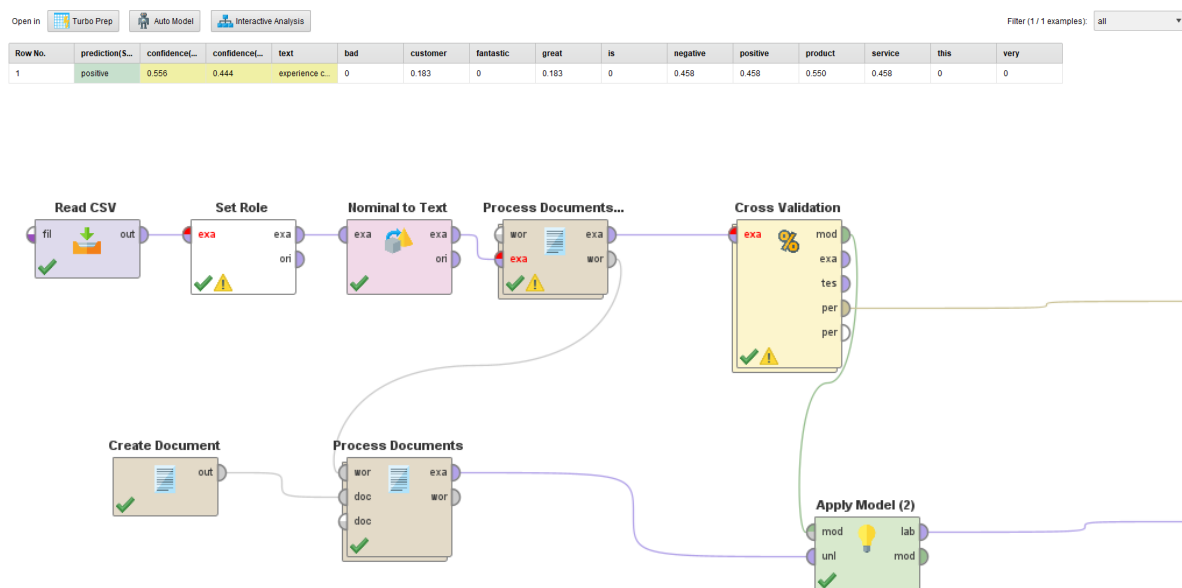 Open in Turbo Prep Auto Model Interactive Analysis Filter (1 / 1 examples): all
Row No. prediction(S... confidence(... confidence(... text bad customer fantastic great is negative positive product service this very
1 positive 0.556 0.444 experience c... 0 0.183 0 0.183 0 0.458 0.458 0.550 0.458 0 0
Read CSV Set Role Nominal to Text Process Documents... Cross Validation
fil out exa exa exa exa wor exa exa mod
ori ori exa wor exa
tes
per
per
Create Document Process Documents
out wor exa
doc wor
doc
Apply Model (2)
mod lab
unl mod